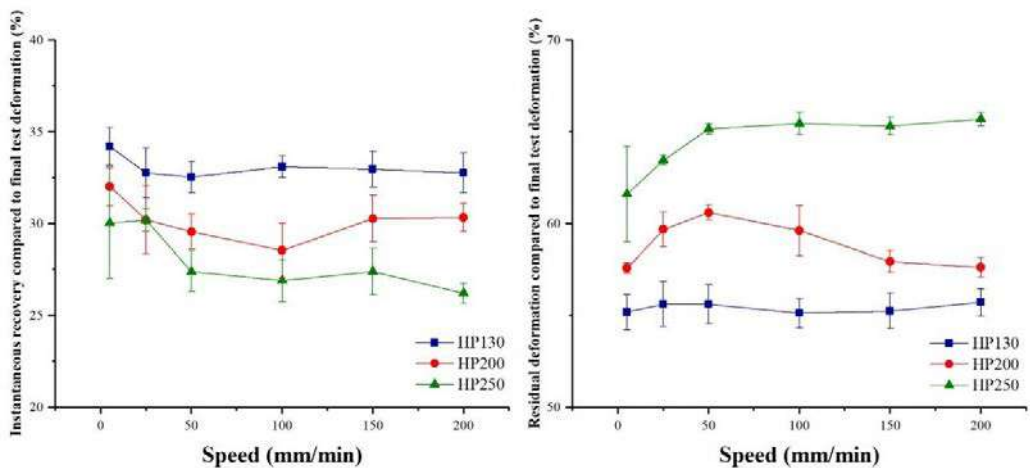 Instantaneous recovery compared to final test deformation (%)
40
35
30
25
20
0
50
100
150
200
Speed (mm/min)
HP130
HP200
HP250
Residual deformation compared to final test deformation (%)
70
60
50
0
50
100
150
200
Speed (mm/min)
HP130
HP200
HP250